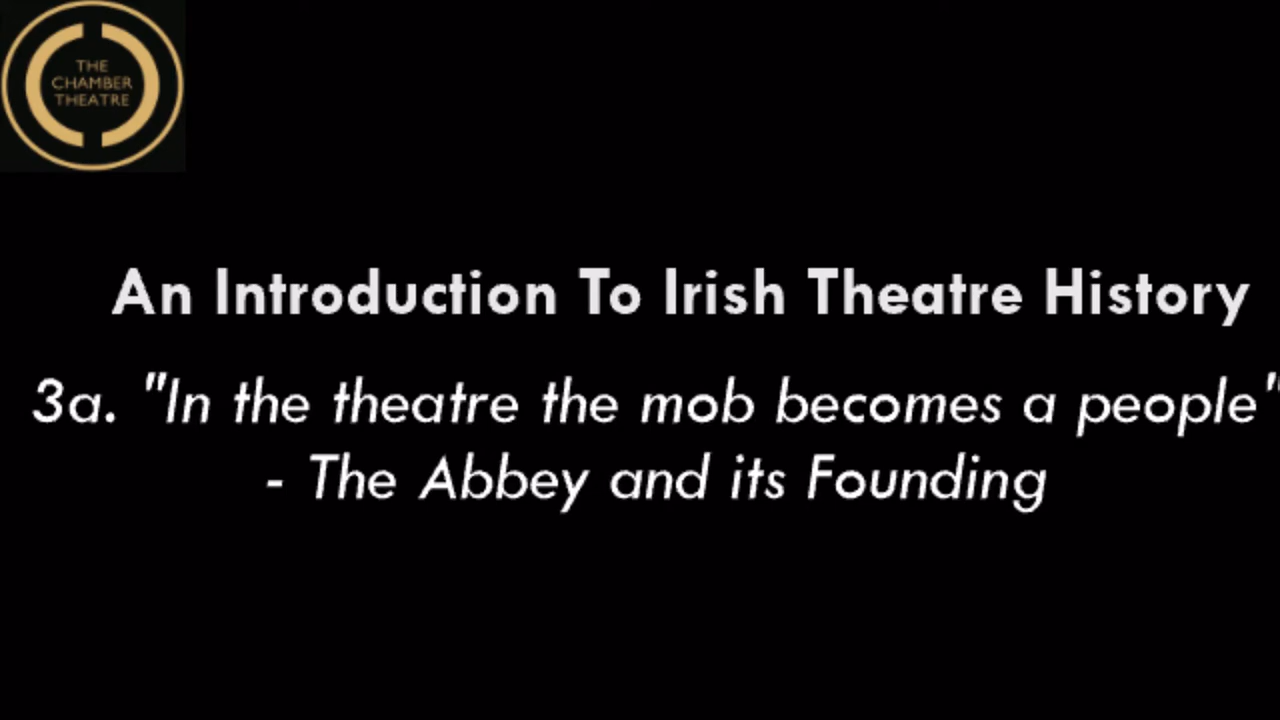 THE
CHAMBER
THEATRE
An Introduction To Irish Theatre History
3a. "In the theatre the mob becomes a people"
- The Abbey and its Founding